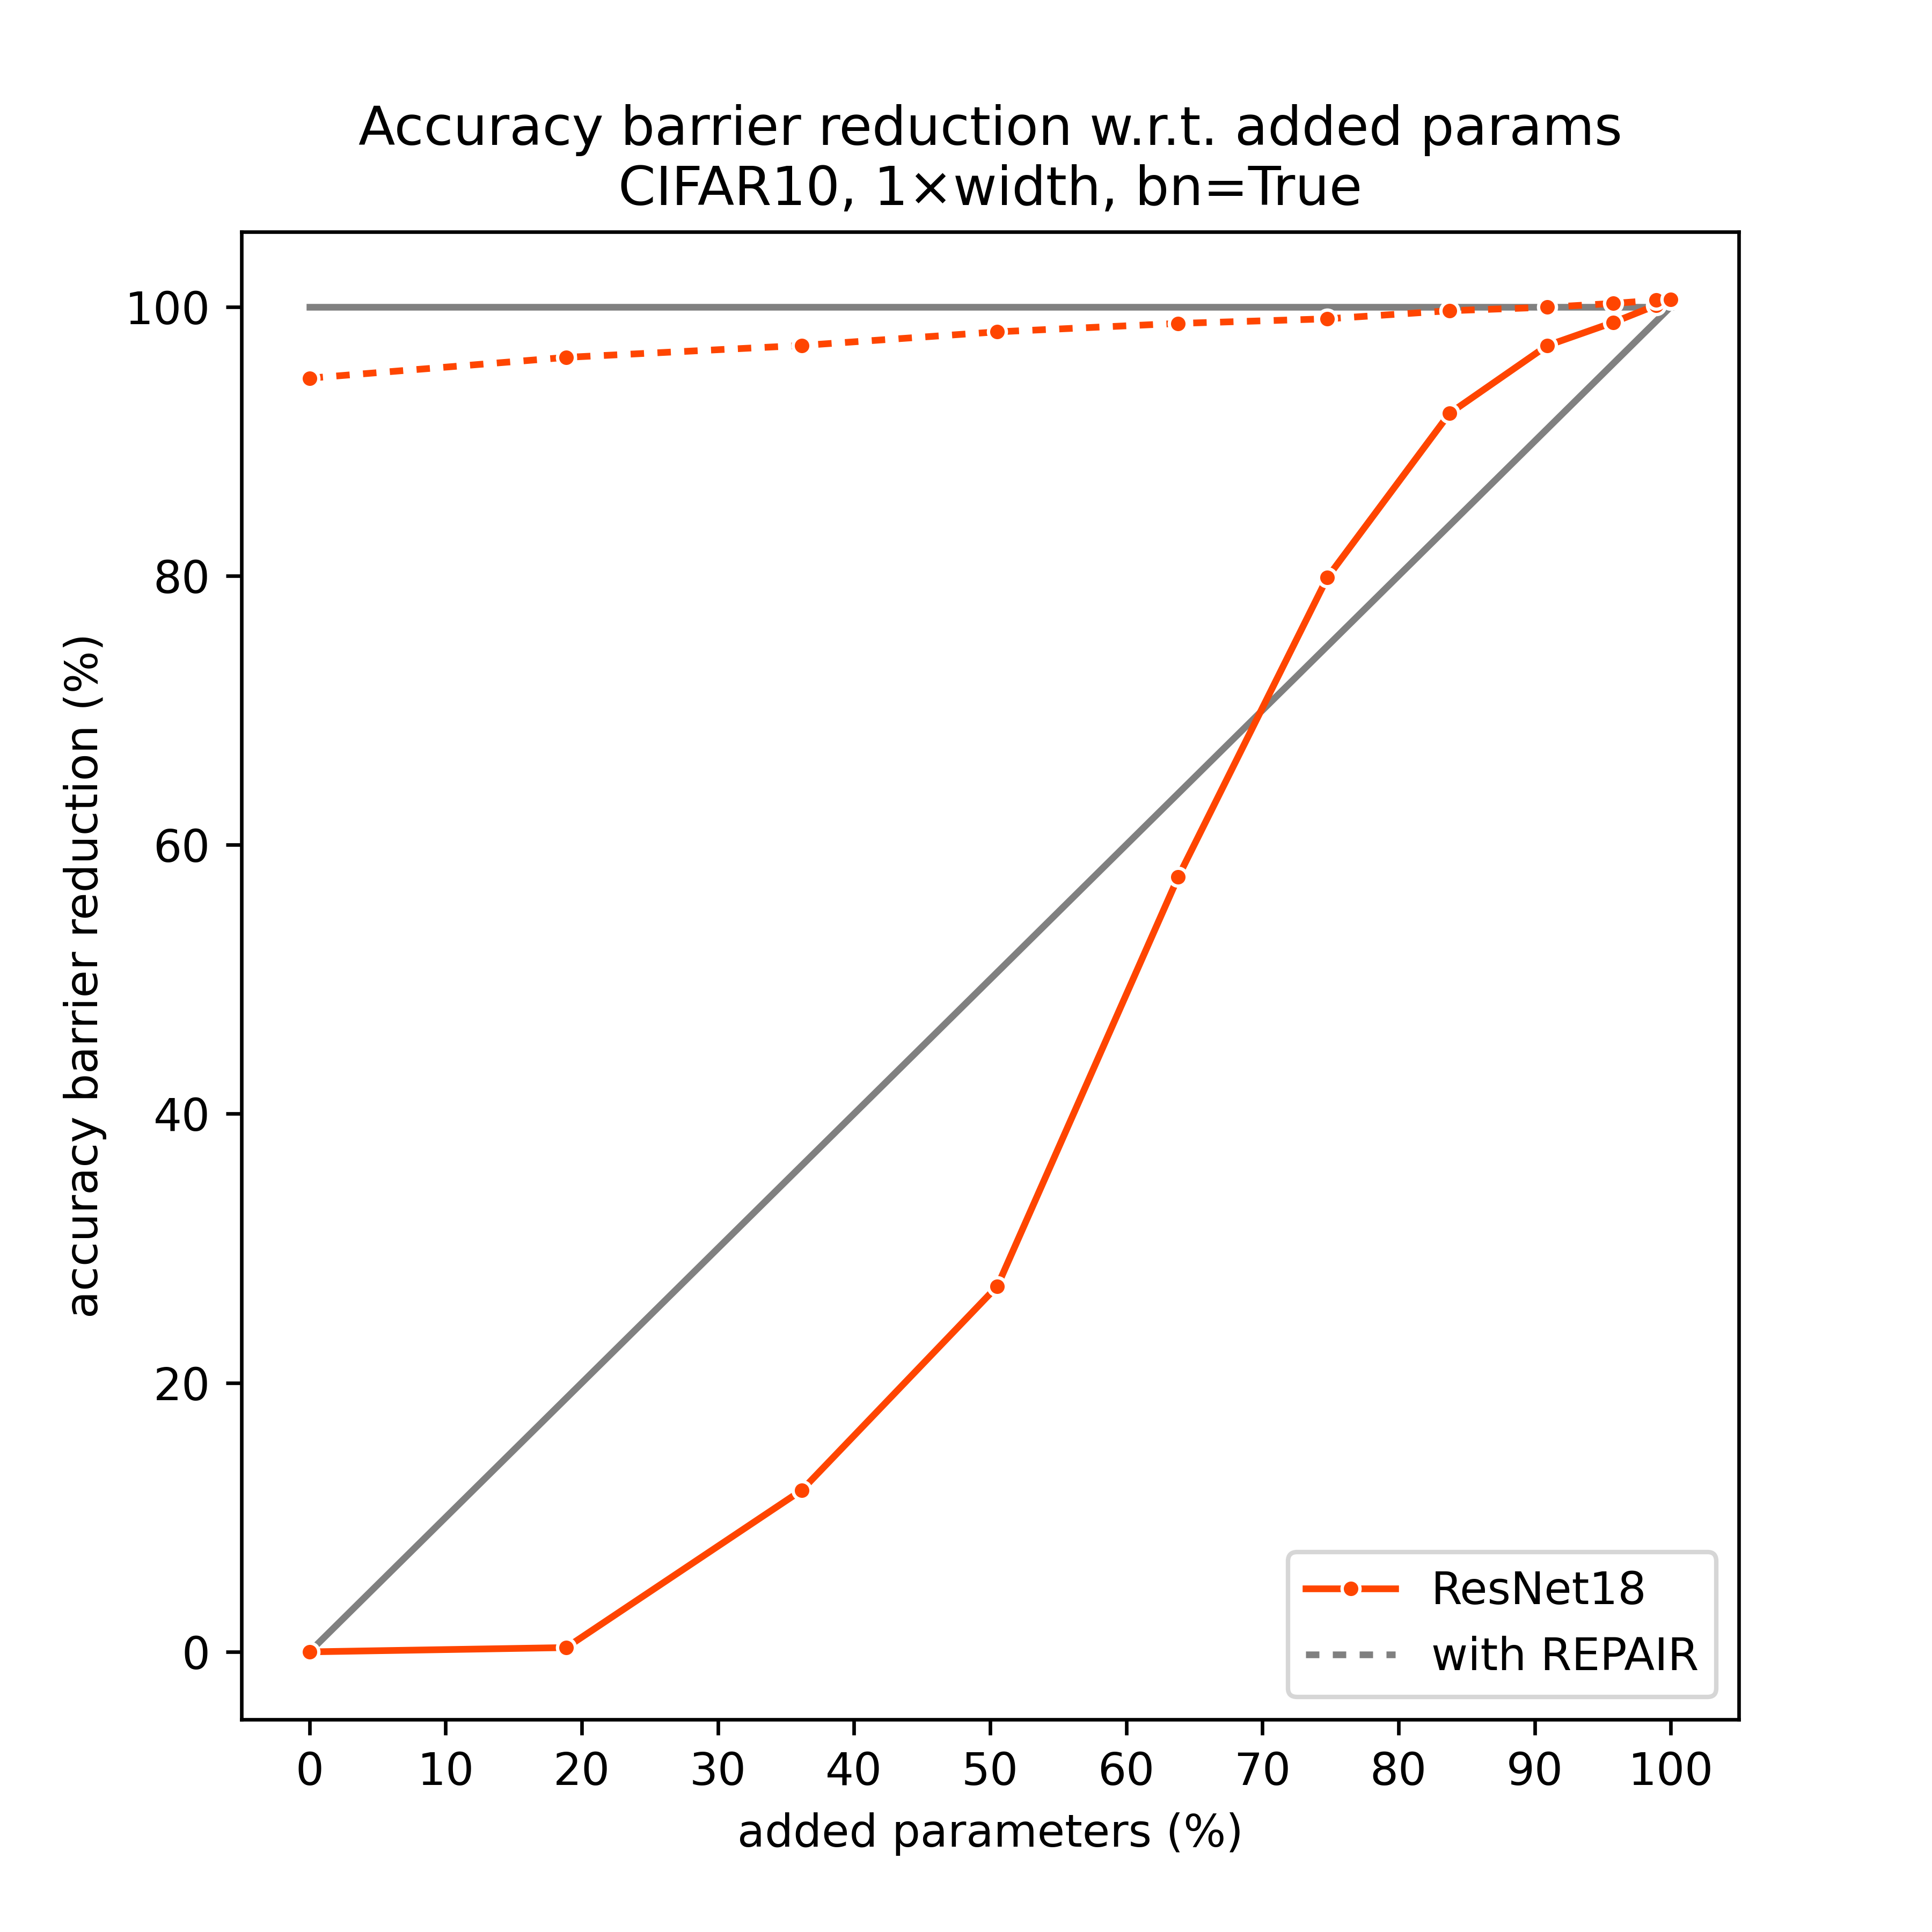 Accuracy barrier reduction w.r.t. added params
CIFAR10, 1×width, bn=True
accuracy barrier reduction (%)
100
80
60
40
20
0
0 10 20 30 40 50 60 70 80 90 100
added parameters (%)
ResNet18
with REPAIR